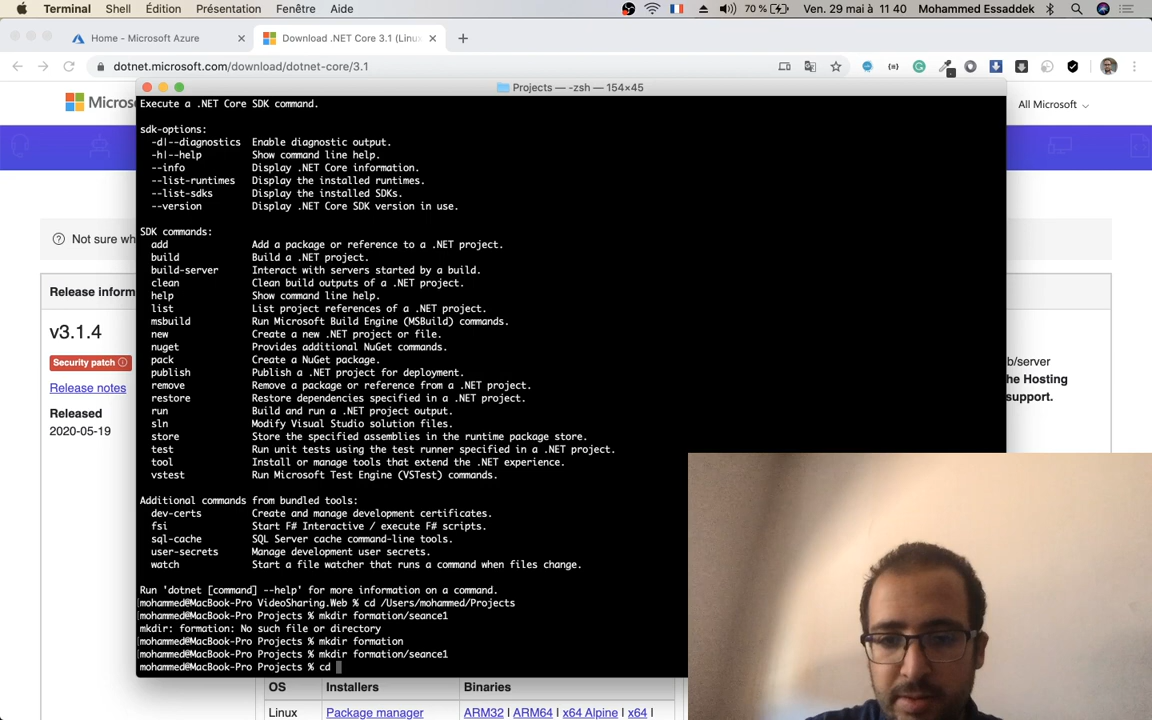 Terminal Shell Édition Présentation Fenêtre Aide 70 % Ven. 29 mai à 11 40 Mohammed Essaddek
Home - Microsoft Azure Download .NET Core 3.1 (Linux
dotnet.microsoft.com/download/dotnet-core/3.1
Projects — -zsh — 154×45
Micros
All Microsoft
Execute a .NET Core SDK command.
sdk-options:
-d|--diagnostics Enable diagnostic output.
-h|--help Show command line help.
--info Display .NET Core information.
--list-runtimes Display the installed runtimes.
--list-sdks Display the installed SDKs.
--version Display .NET Core SDK version in use.
SDK commands:
add Add a package or reference to a .NET project.
build Build a .NET project.
build-server Interact with servers started by a build.
clean Clean build outputs of a .NET project.
help Show command line help.
list List project references of a .NET project.
msbuild Run Microsoft Build Engine (MSBuild) commands.
new Create a new .NET project or file.
nuget Provides additional NuGet commands.
pack Create a NuGet package.
publish Publish a .NET project for deployment.
remove Remove a package or reference from a .NET project.
restore Restore dependencies specified in a .NET project.
run Build and run a .NET project output.
sln Modify Visual Studio solution files.
store Store the specified assemblies in the runtime package store.
test Run unit tests using the test runner specified in a .NET project.
tool Install or manage tools that extend the .NET experience.
vstest Run Microsoft Test Engine (VSTest) commands.
Additional commands from bundled tools:
dev-certs Create and manage development certificates.
fsi Start F# Interactive / execute F# scripts.
sql-cache SQL Server cache command-line tools.
user-secrets Manage development user secrets.
watch Start a file watcher that runs a command when files change.
Run 'dotnet [command] --help' for more information on a command.
[mohammed@MacBook-Pro VideoSharing.Web % cd /Users/mohammed/Projects
[mohammed@MacBook-Pro Projects % mkdir formation/seance1
mkdir: formation: No such file or directory
[mohammed@MacBook-Pro Projects % mkdir formation
[mohammed@MacBook-Pro Projects % mkdir formation/seance1
mohammed@MacBook-Pro Projects % cd
Not sure wh
Release inform
v3.1.4
Security patch
Release notes
Released
2020-05-19
b/server
he Hosting
support.
OS Installers Binaries
Linux Package manager ARM32 | ARM64 | x64 Alpine | x64 |